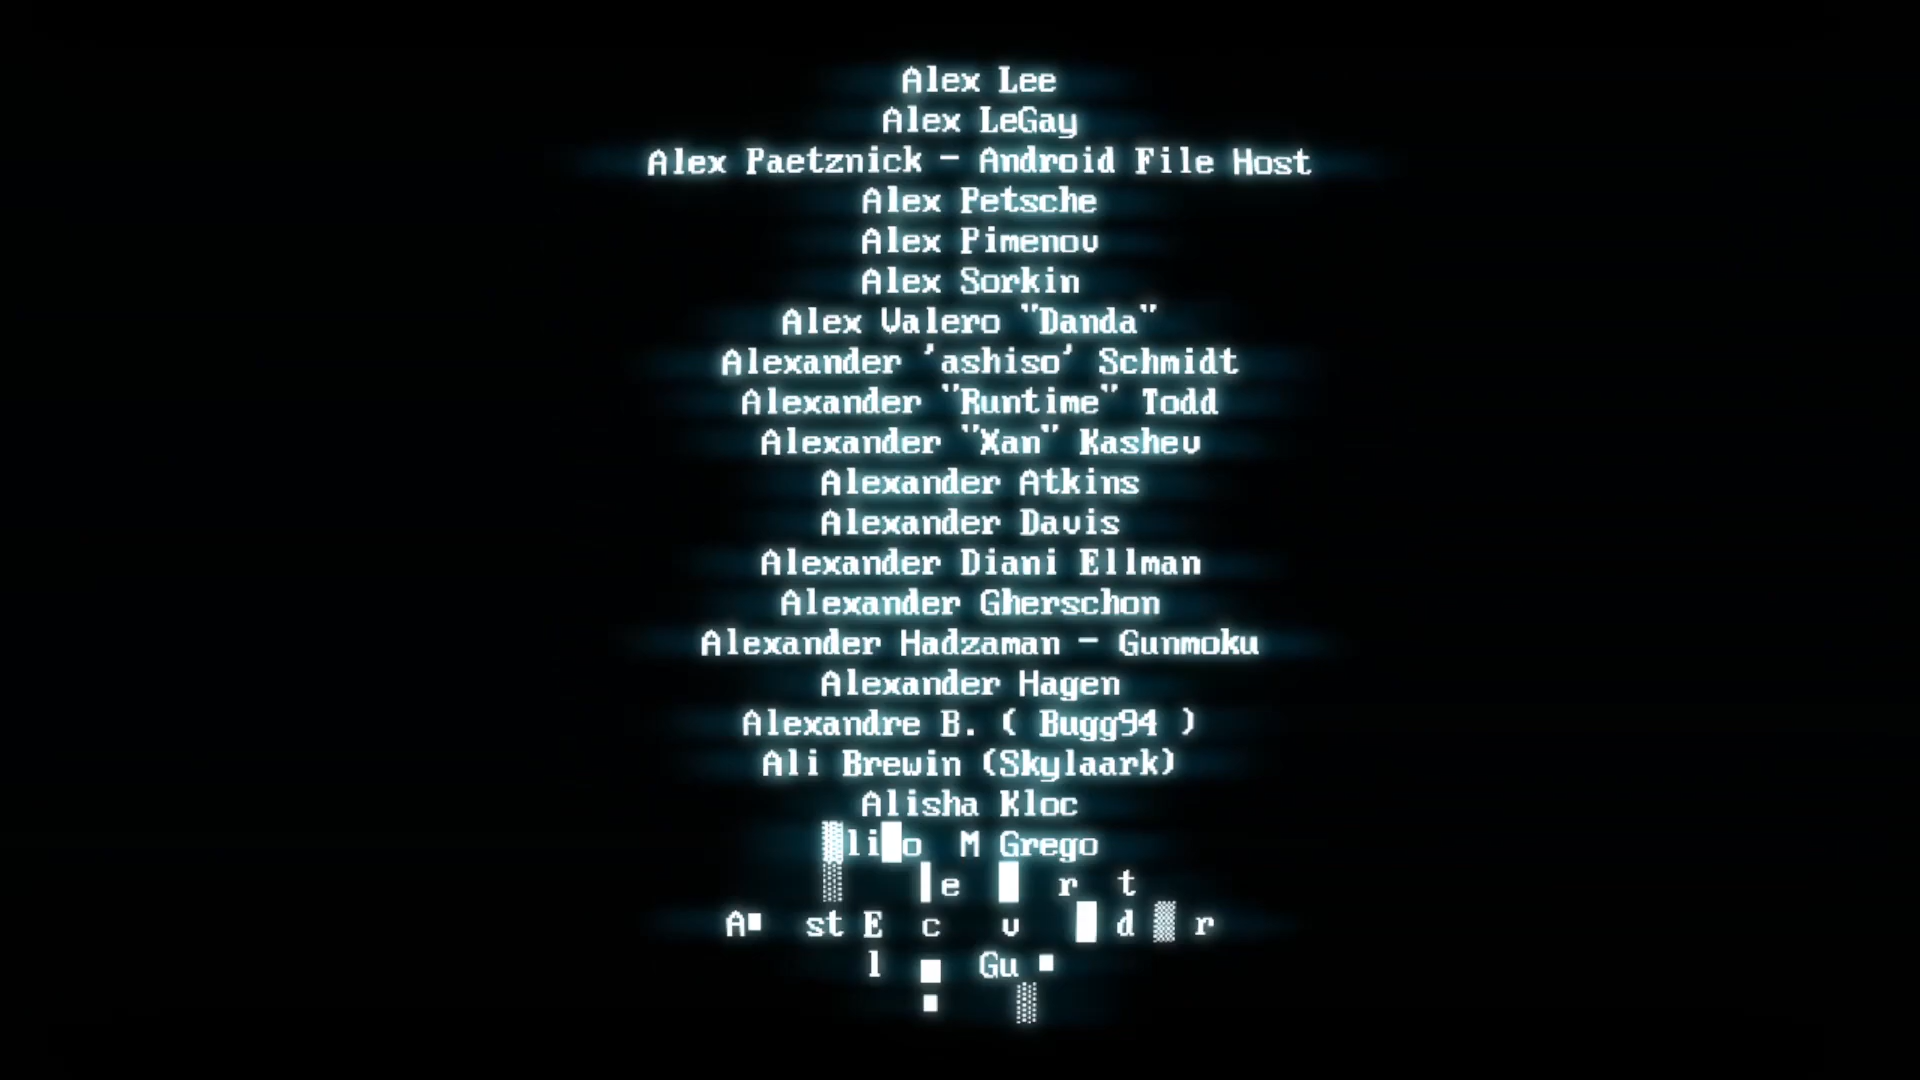 Alex Lee
Alex LeGay
Alex Paetznick - Android File Host
Alex Petsche
Alex Pimenov
Alex Sorkin
Alex Valero "Danda"
Alexander 'ashiso' Schmidt
Alexander "Runtime" Todd
Alexander "Xan" Kashev
Alexander Atkins
Alexander Davis
Alexander Diani Ellman
Alexander Gherschon
Alexander Hadzaman - Gunmoku
Alexander Hagen
Alexandre B. ( Bugg94 )
Ali Brewin (Skylaark)
Alisha Kloc
M Grego